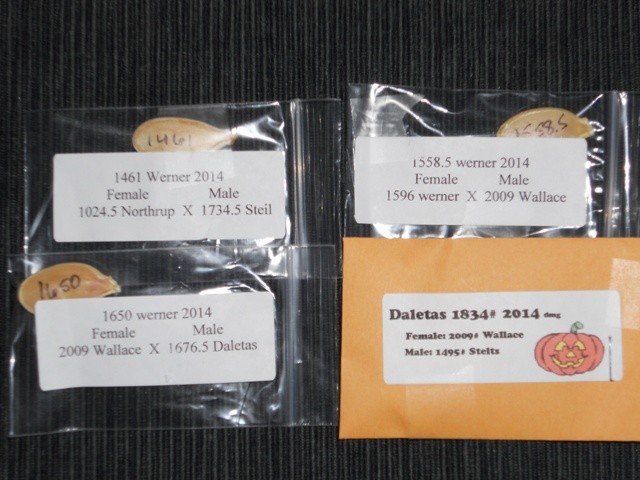 1461
1461 Werner 2014
Female Male
1024.5 Northrup X 1734.5 Steil
1558.5
1558.5 werner 2014
Female Male
1596 werner X 2009 Wallace
1650
1650 werner 2014
Female Male
2009 Wallace X 1676.5 Daletas
Daletas 1834# 2014 dmg
Female: 2009# Wallace
Male: 1495# Stelts